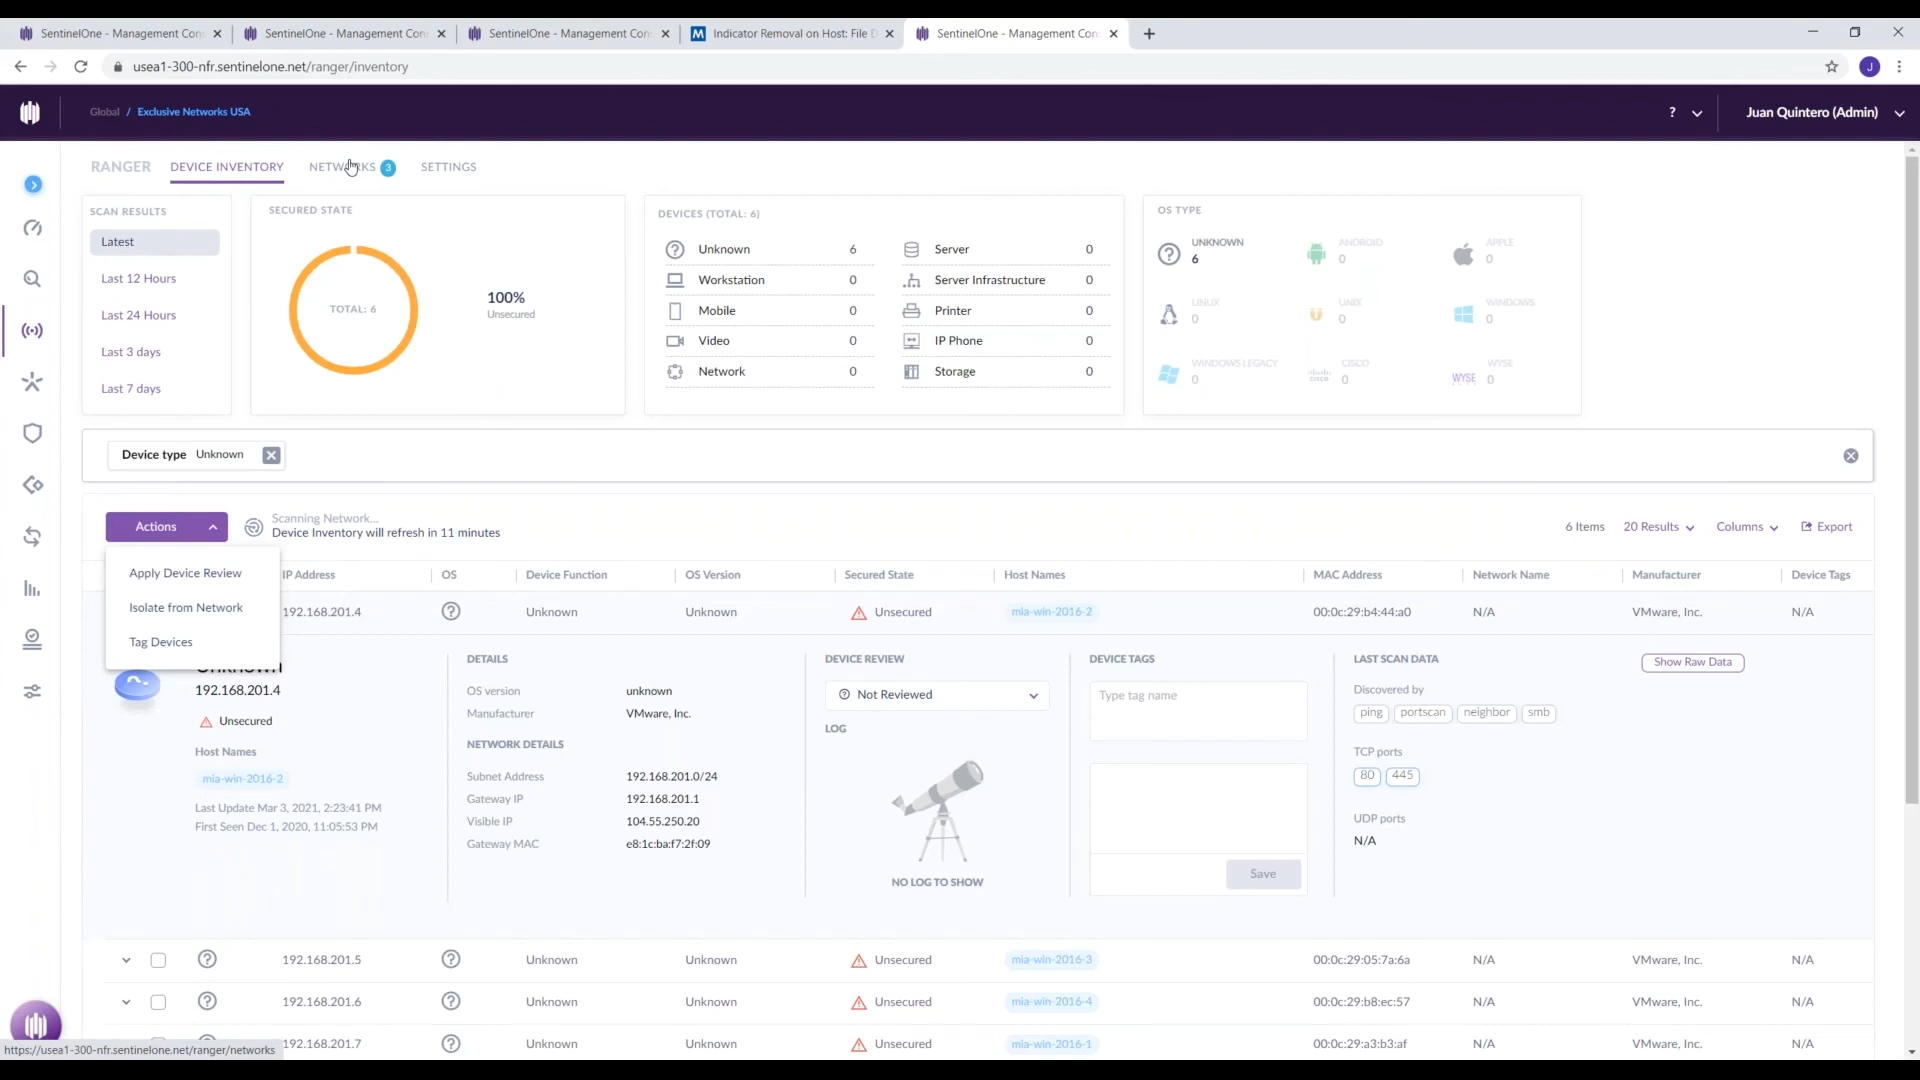 SentinelOne - Management Con
SentinelOne - Management Con
SentinelOne - Management Con
Indicator Removal on Host: File D
SentinelOne - Management Con
usea1-300-nfr.sentinelone.net/ranger/inventory
J
Global / Exclusive Networks USA
?
Juan Quintero (Admin)
RANGER
DEVICE INVENTORY
NETWORKS 3
SETTINGS
SCAN RESULTS
Latest
Last 12 Hours
Last 24 Hours
Last 3 days
Last 7 days
SECURED STATE
TOTAL: 6
100%
Unsecured
DEVICES (TOTAL: 6)
Unknown 6
Server 0
Workstation 0
Server Infrastructure 0
Mobile 0
Printer 0
Video 0
IP Phone 0
Network 0
Storage 0
OS TYPE
UNKNOWN 6
ANDROID 0
APPLE 0
LINUX 0
UNIX 0
WINDOWS 0
WINDOWS LEGACY 0
CISCO 0
WYSE WYSE 0
Device type Unknown
Actions
Scanning Network...
Device Inventory will refresh in 11 minutes
6 Items
20 Results
Columns
Export
Apply Device Review
Isolate from Network
Tag Devices
IP Address OS Device Function OS Version Secured State Host Names MAC Address Network Name Manufacturer Device Tags
192.168.201.4 Unknown Unknown Unsecured mia-win-2016-2 00:0c:29:b4:44:a0 N/A VMware, Inc. N/A
Unknown
192.168.201.4
Unsecured
Host Names
mia-win-2016-2
Last Update Mar 3, 2021, 2:23:41 PM
First Seen Dec 1, 2020, 11:05:53 PM
DETAILS
OS version unknown
Manufacturer VMware, Inc.
NETWORK DETAILS
Subnet Address 192.168.201.0/24
Gateway IP 192.168.201.1
Visible IP 104.55.250.20
Gateway MAC e8:1c:ba:f7:2f:09
DEVICE REVIEW
Not Reviewed
LOG
NO LOG TO SHOW
DEVICE TAGS
Type tag name
Save
LAST SCAN DATA
Show Raw Data
Discovered by
ping portscan neighbor smb
TCP ports
80 445
UDP ports
N/A
192.168.201.5 Unknown Unknown Unsecured mia-win-2016-3 00:0c:29:05:7a:6a N/A VMware, Inc. N/A
192.168.201.6 Unknown Unknown Unsecured mia-win-2016-4 00:0c:29:b8:ec:57 N/A VMware, Inc. N/A
192.168.201.7 Unknown Unknown Unsecured mia-win-2016-1 00:0c:29:a3:b3:af N/A VMware, Inc. N/A
https://usea1-300-nfr.sentinelone.net/ranger/networks